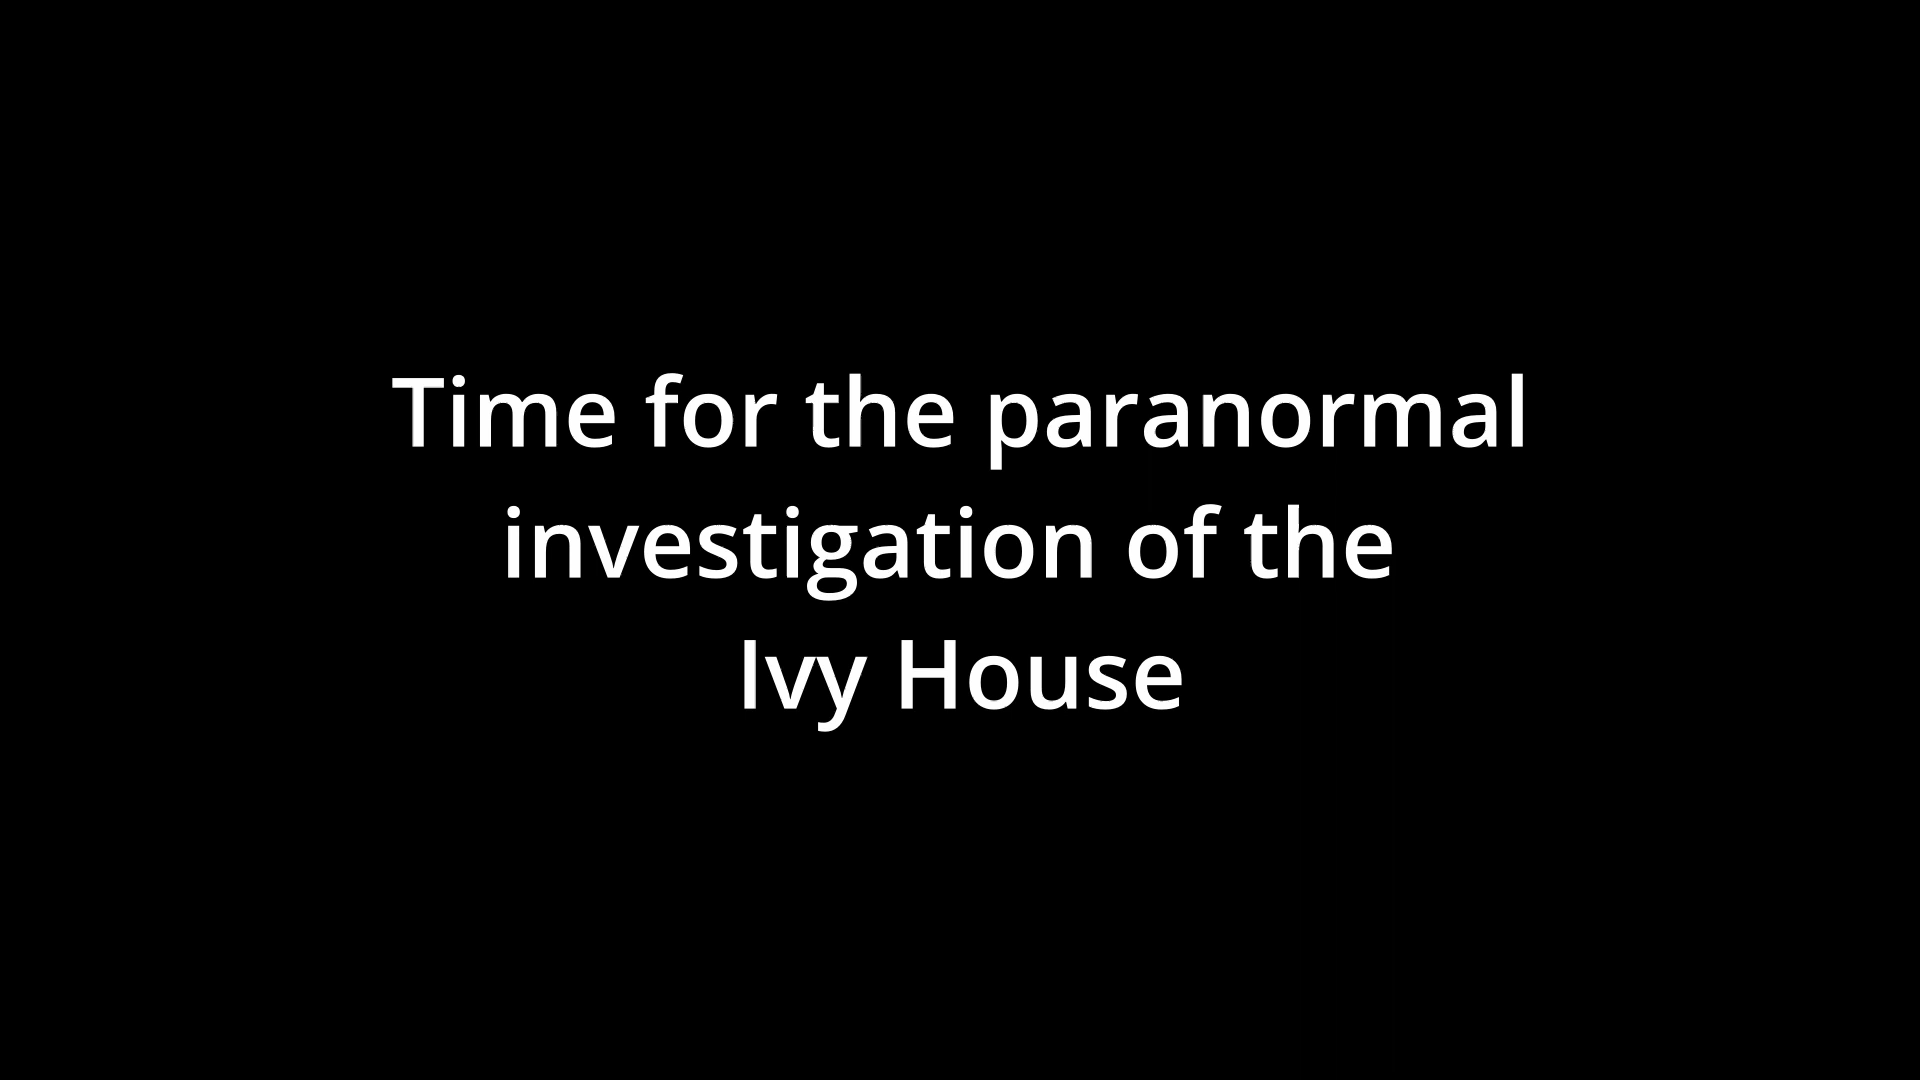 Time for the paranormal
investigation of the
Ivy House